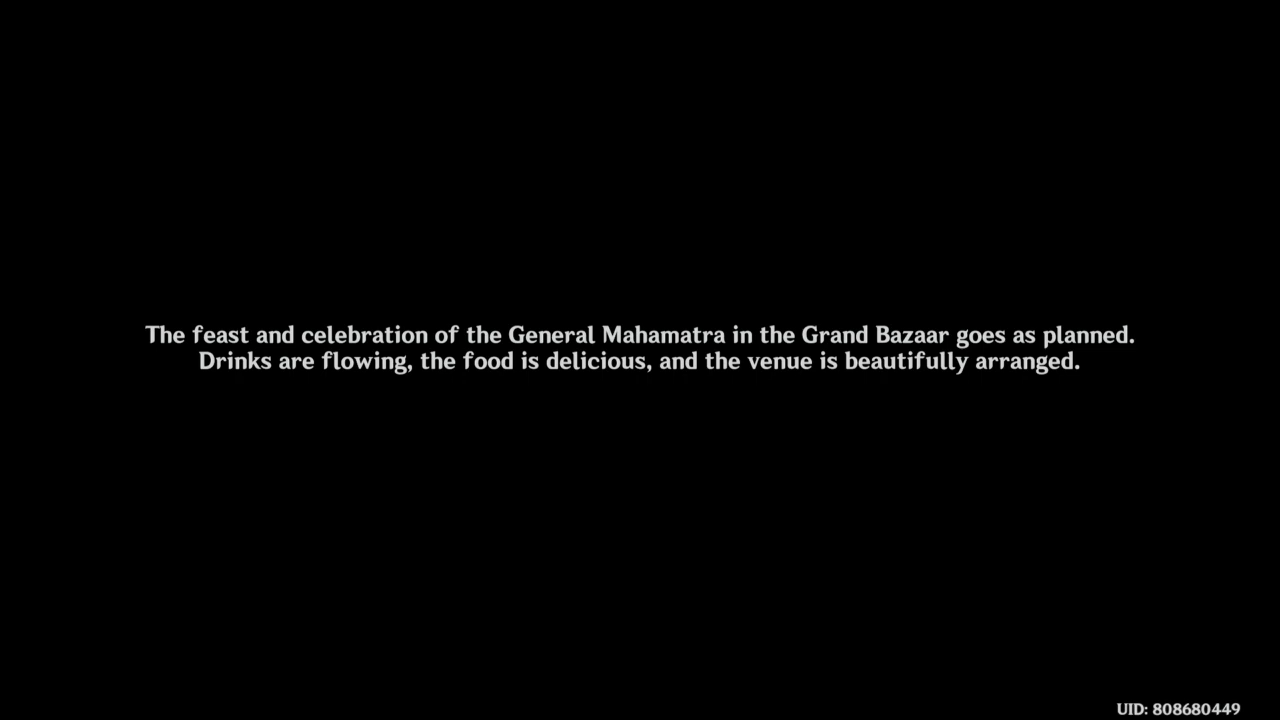 The feast and celebration of the General Mahamatra in the Grand Bazaar goes as planned.
Drinks are flowing, the food is delicious, and the venue is beautifully arranged.
UID: 808680449